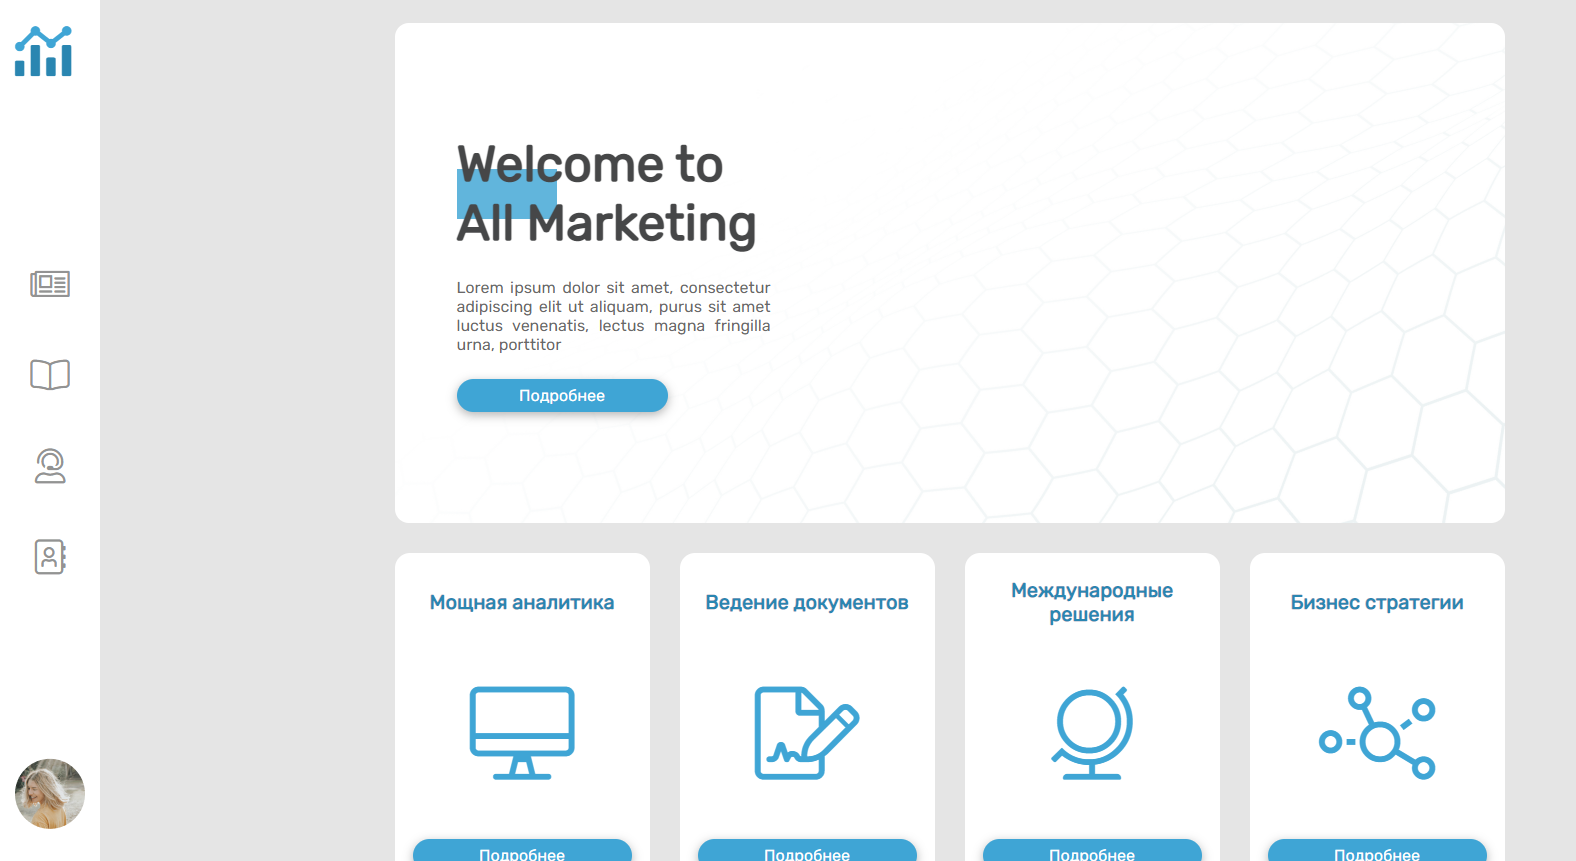 Welcome to
All Marketing
Lorem ipsum dolor sit amet, consectetur
adipiscing elit ut aliquam, purus sit amet
luctus venenatis, lectus magna fringilla
urna, porttitor
Подробнее
Мощная аналитика
Ведение документов
Международные
решения
Бизнес стратегии
Подробнее
Подробнее
Подробнее
Подробнее